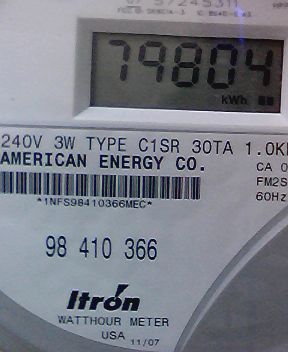 79804
kWh
240V 3W TYPE C1SR 30TA 1.0K
AMERICAN ENERGY CO.
CA 0
FM2S
60Hz
*1NFS98410366MEC*
98 410 366
Itrón
WATTHOUR METER
USA 11/07